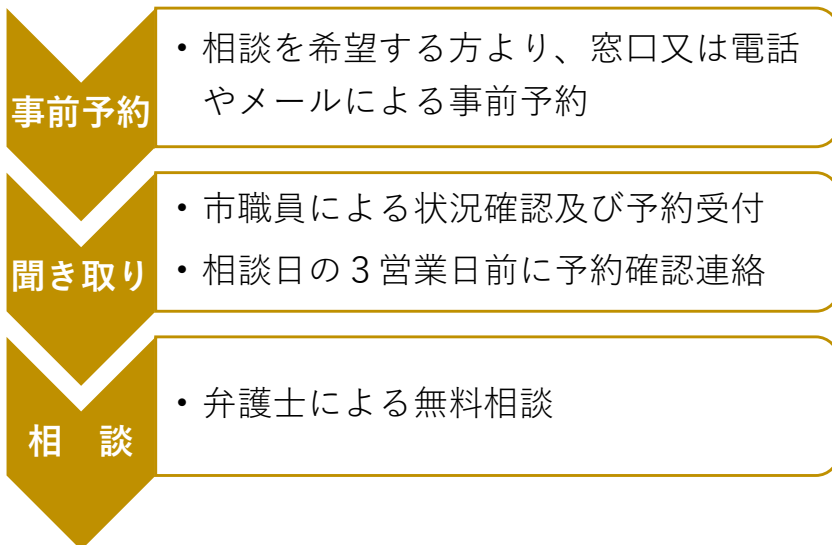 事前予約
・相談を希望する方より、窓口又は電話
やメールによる事前予約
聞き取り
・市職員による状況確認及び予約受付
・相談日の３営業日前に予約確認連絡
相　談
・弁護士による無料相談